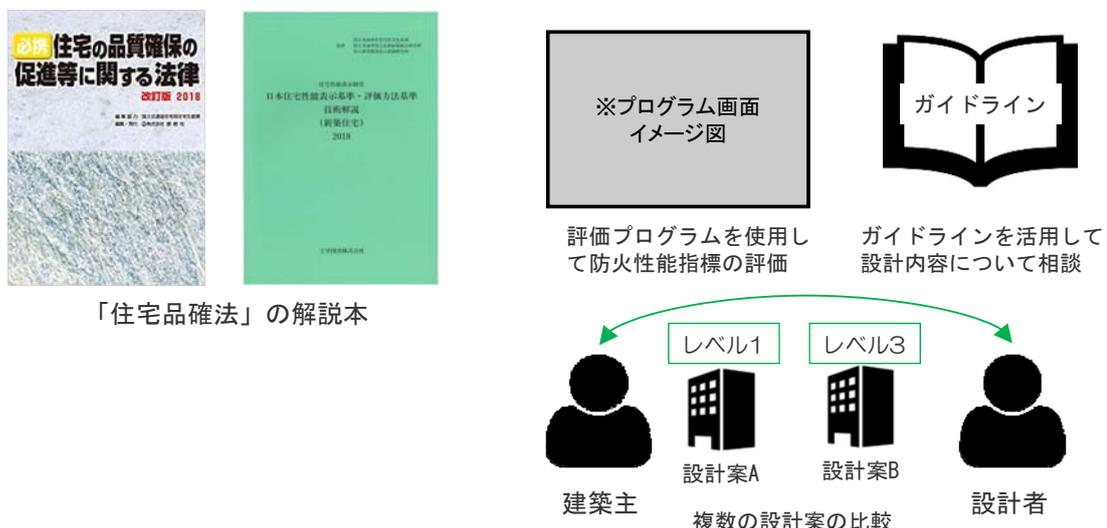 必携 住宅の品質確保の
促進等に関する法律
改訂版 2018
住宅性能表示制度
日本住宅性能表示基準・評価方法基準
技術解説
(新築住宅)
2018
工学図書株式会社
「住宅品確法」の解説本
※プログラム画面
イメージ図
ガイドライン
評価プログラムを使用し
て防火性能指標の評価
ガイドラインを活用して
設計内容について相談
レベル1
レベル3
設計案A
設計案B
建築主
複数の設計案の比較
設計者